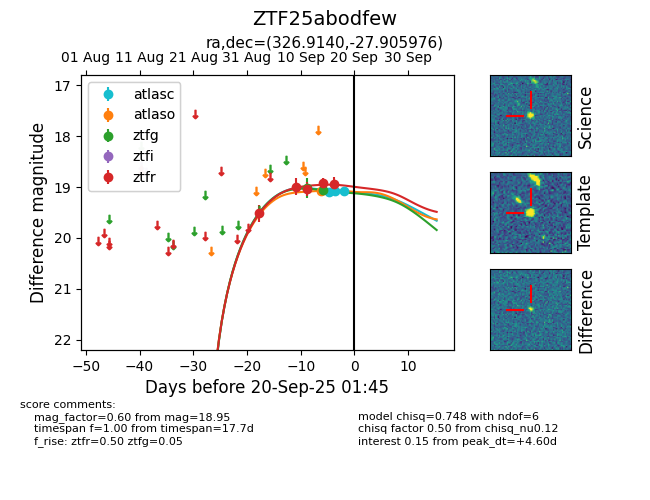 ZTF25abodfew
ra,dec=(326.9140,-27.905976)
01 Aug 11 Aug 21 Aug 31 Aug 10 Sep 20 Sep 30 Sep
17
18
19
20
21
22
Difference magnitude
atlasc
atlaso
ztfg
ztfi
ztfr
−50 −40 −30 −20 −10 0 10
Days before 20-Sep-25 01:45
Science
Template
Difference
score comments:
mag_factor=0.60 from mag=18.95
timespan f=1.00 from timespan=17.7d
f_rise: ztfr=0.50 ztfg=0.05
model chisq=0.748 with ndof=6
chisq factor 0.50 from chisq_nu0.12
interest 0.15 from peak_dt=+4.60d